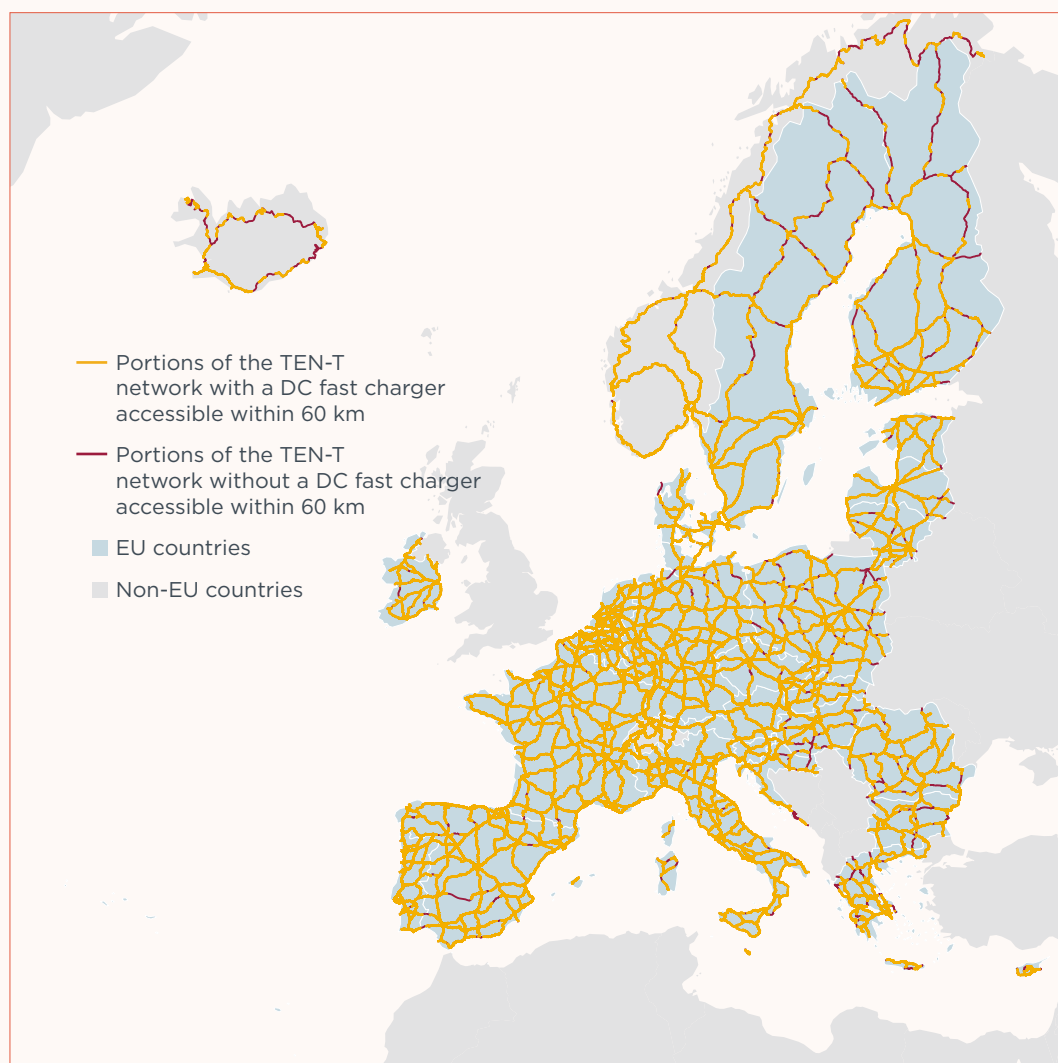 Portions of the TEN-T
network with a DC fast charger
accessible within 60 km
Portions of the TEN-T
network without a DC fast charger
accessible within 60 km
EU countries
Non-EU countries